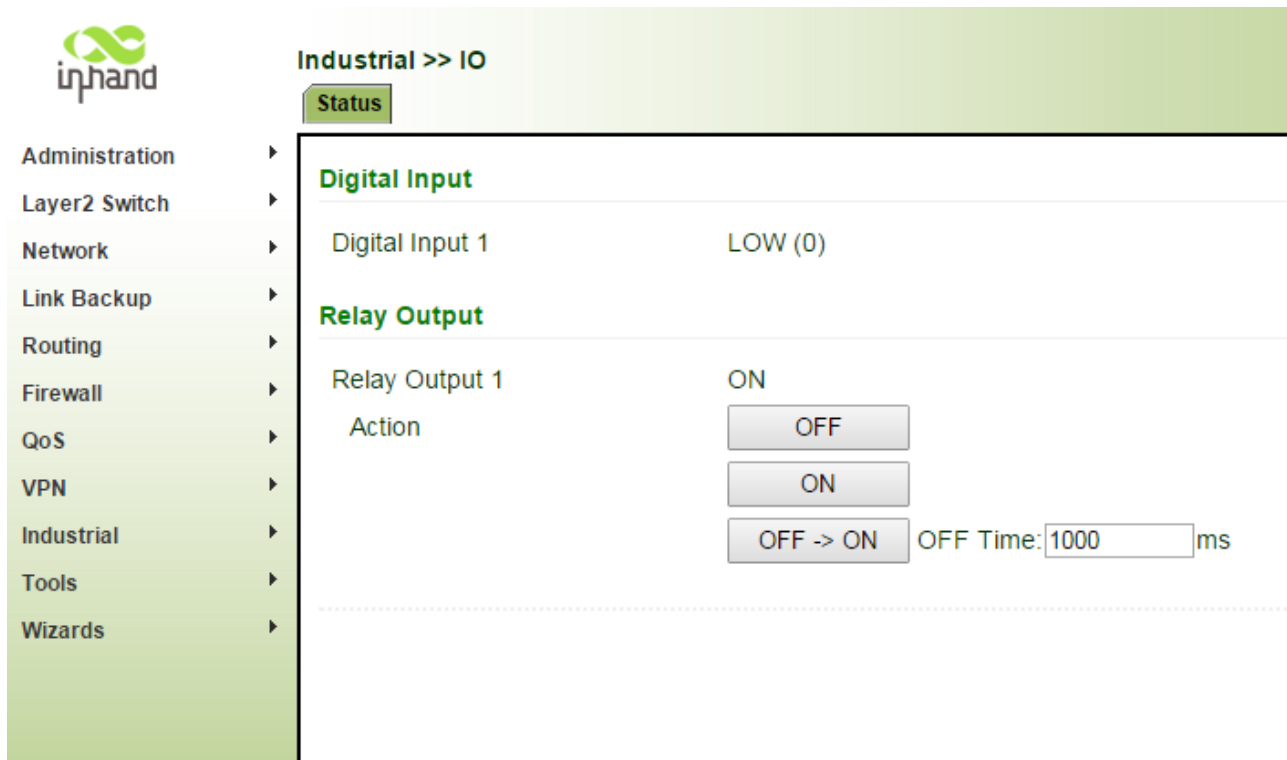 inhand
Industrial >> IO
Status
Administration
Layer2 Switch
Network
Link Backup
Routing
Firewall
QoS
VPN
Industrial
Tools
Wizards
Digital Input
Digital Input 1 LOW (0)
Relay Output
Relay Output 1 ON
Action OFF
ON
OFF -> ON OFF Time: 1000 ms